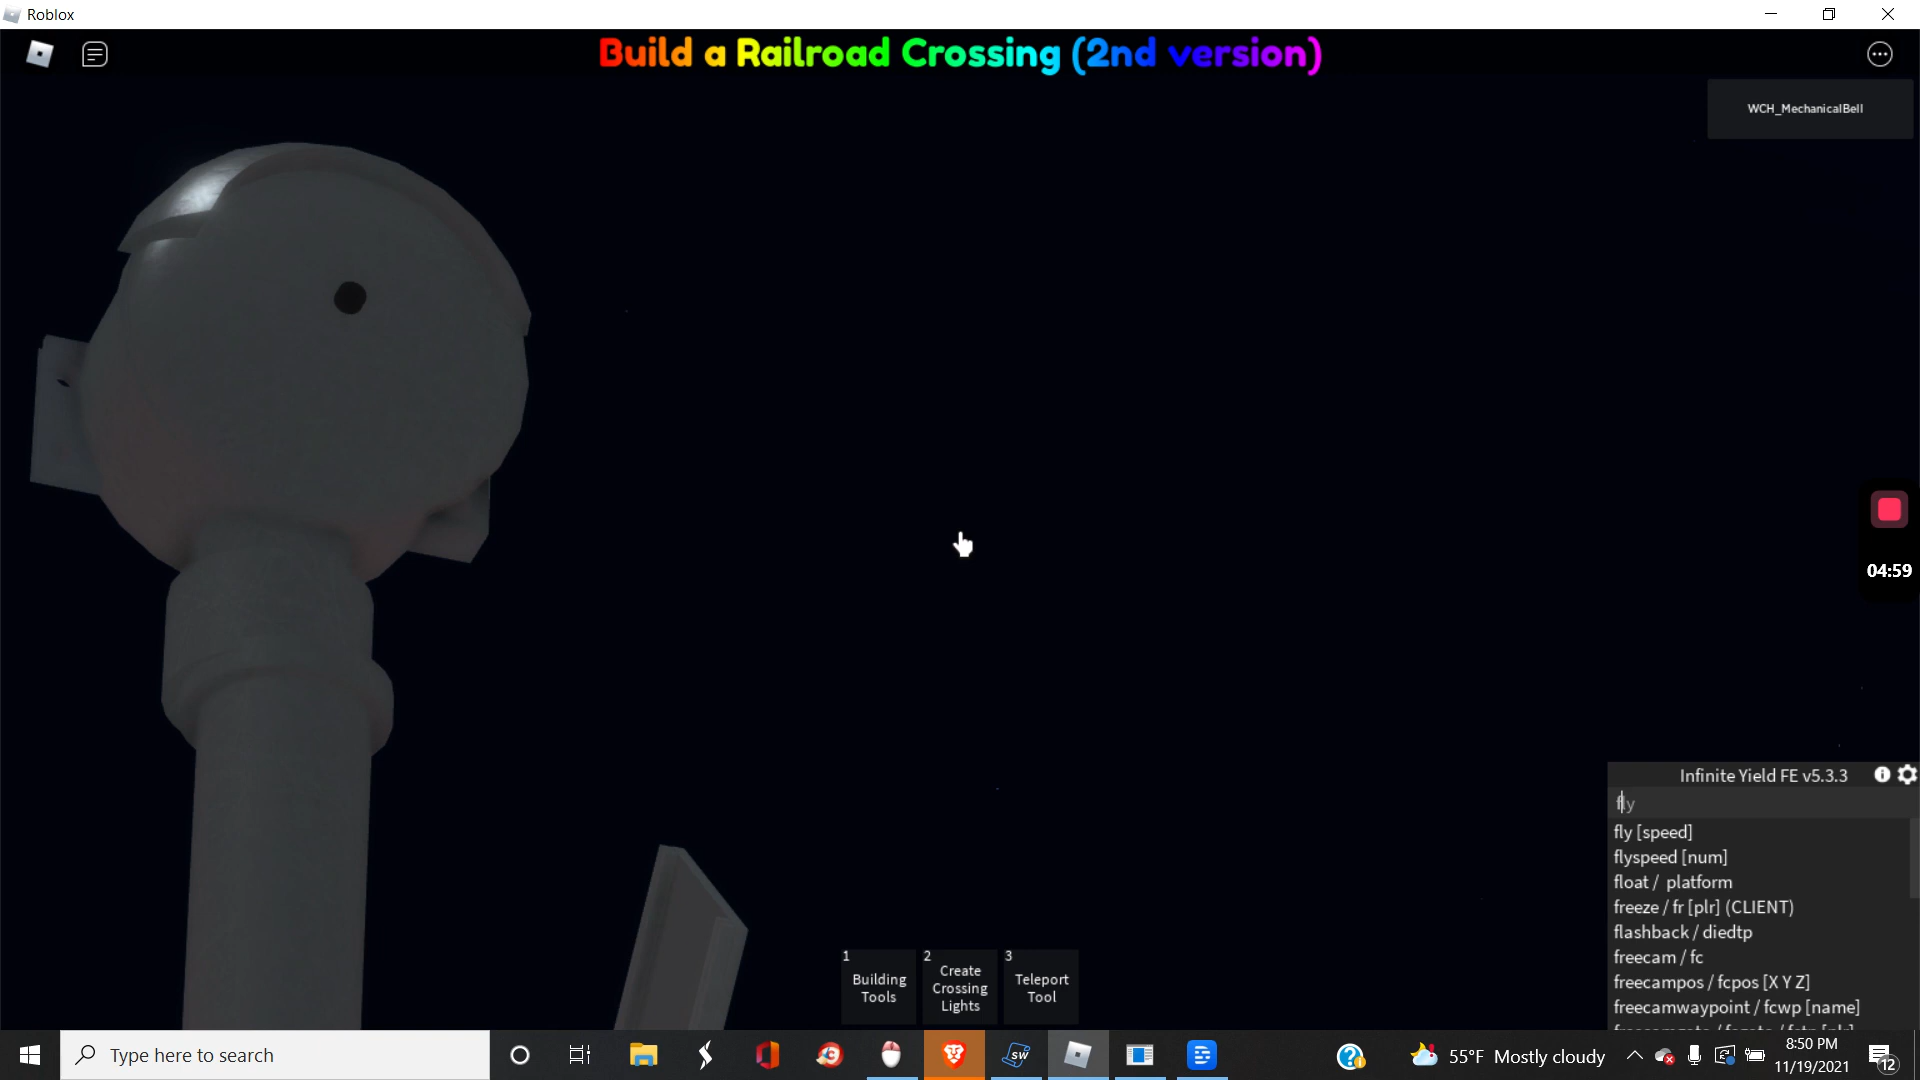 Roblox
Build a Railroad Crossing (2nd version)
WCH_MechanicalBell
04:59
Infinite Yield FE v5.3.3
fly
fly [speed]
flyspeed [num]
float / platform
freeze / fr [plr] (CLIENT)
flashback / diedtp
freecam / fc
freecampos / fcpos [X Y Z]
freecamwaypoint / fcwp [name]
1
Building
Tools
2
Create
Crossing
Lights
3
Teleport
Tool
Type here to search
SW
55°F Mostly cloudy
8:50 PM
11/19/2021
12